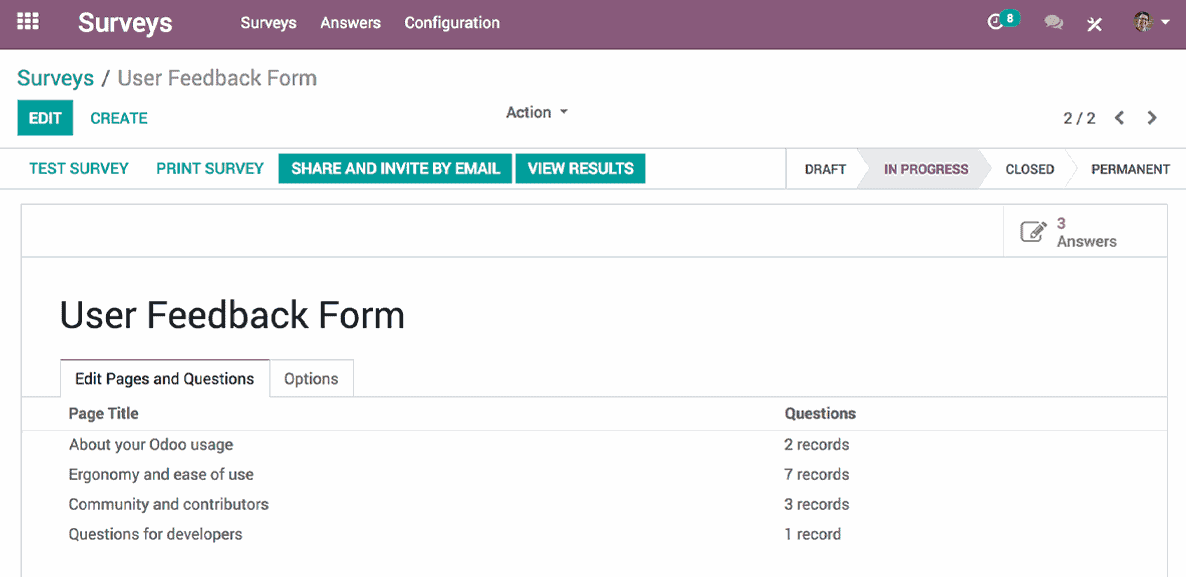 Surveys Surveys Answers Configuration 8
Surveys / User Feedback Form
EDIT CREATE Action 2 / 2
TEST SURVEY PRINT SURVEY SHARE AND INVITE BY EMAIL VIEW RESULTS DRAFT IN PROGRESS CLOSED PERMANENT
3
Answers
User Feedback Form
Edit Pages and Questions Options
Page Title Questions
About your Odoo usage 2 records
Ergonomy and ease of use 7 records
Community and contributors 3 records
Questions for developers 1 record